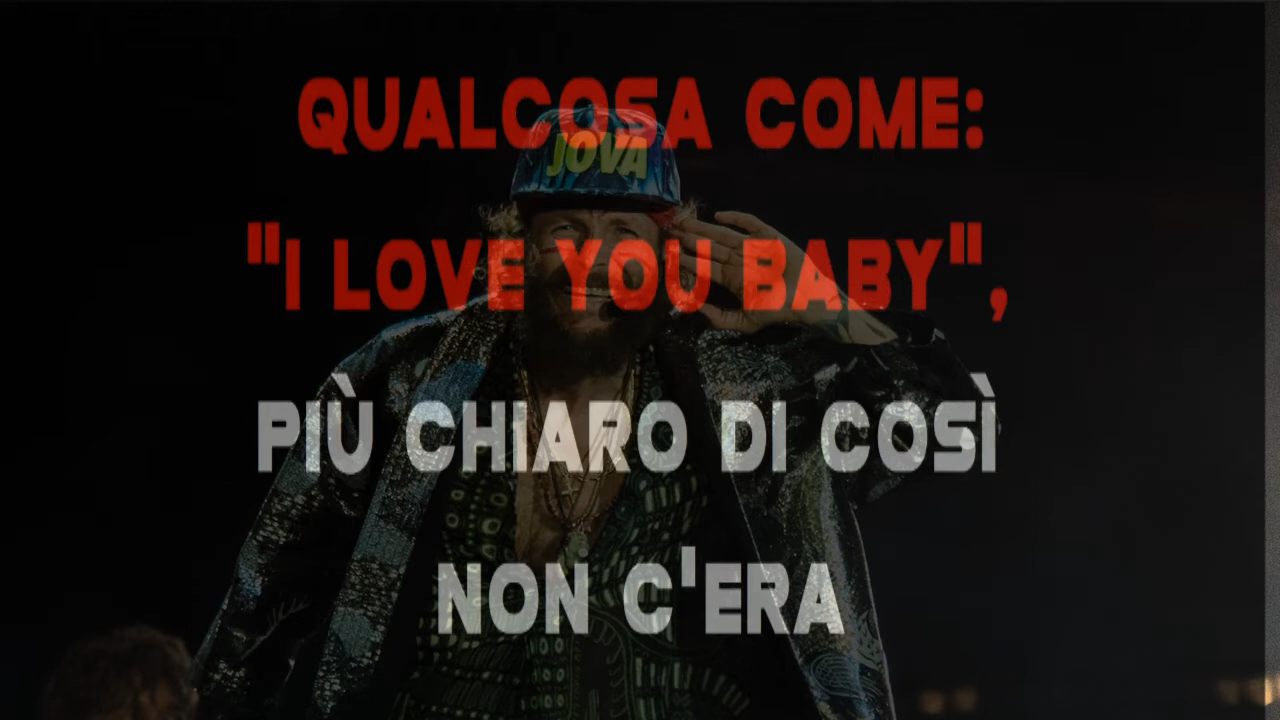 QUALCOSA COME:
JOVA
"I LOVE YOU BABY",
PIÙ CHIARO DI COSÌ
NON C'ERA